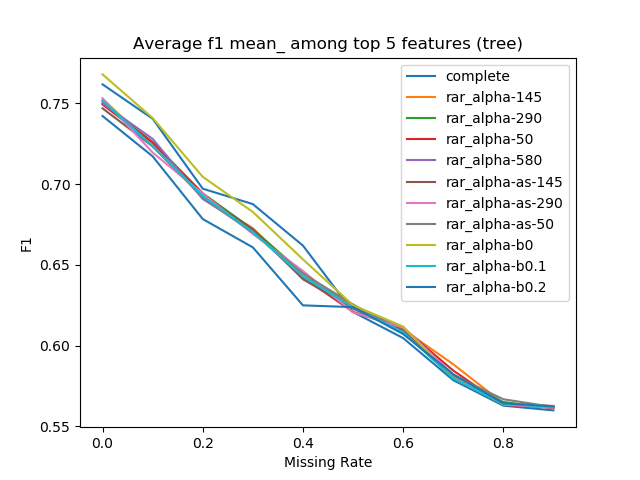 Average f1 mean_ among top 5 features (tree)
complete
rar_alpha-145
rar_alpha-290
rar_alpha-50
rar_alpha-580
rar_alpha-as-145
rar_alpha-as-290
rar_alpha-as-50
rar_alpha-b0
rar_alpha-b0.1
rar_alpha-b0.2
0.75
0.70
0.65
0.60
0.55
F1
0.0 0.2 0.4 0.6 0.8
Missing Rate